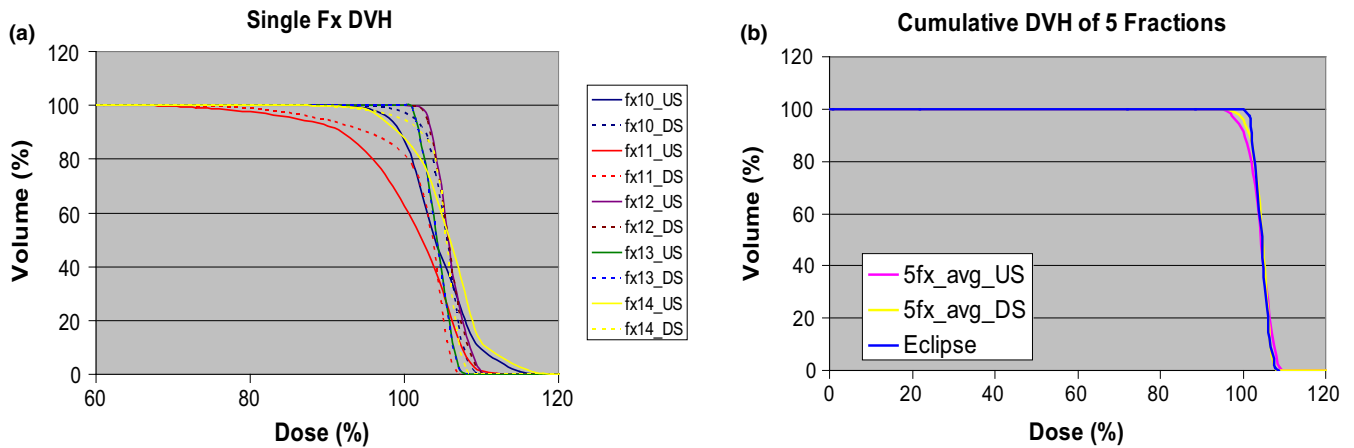 (a)
Single Fx DVH
120
100
80
60
40
20
0
Volume (%)
60
80
100
120
Dose (%)
fx10_US
fx10_DS
fx11_US
fx11_DS
fx12_US
fx12_DS
fx13_US
fx13_DS
fx14_US
fx14_DS
(b)
Cumulative DVH of 5 Fractions
120
100
80
60
40
20
0
Volume (%)
0
20
40
60
80
100
120
Dose (%)
5fx_avg_US
5fx_avg_DS
Eclipse